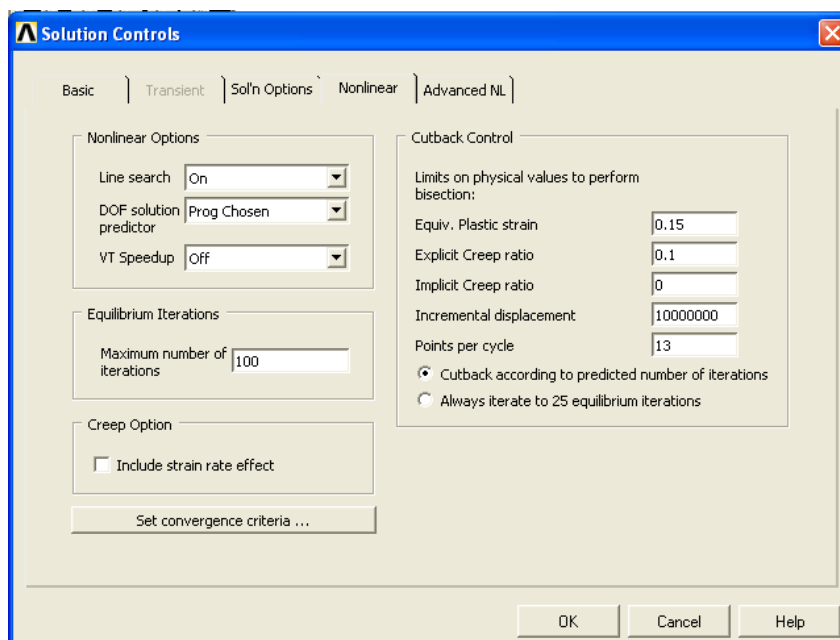 Solution Controls
Basic
Transient
Sol'n Options
Nonlinear
Advanced NL
Nonlinear Options
Line search On
DOF solution predictor Prog Chosen
VT Speedup Off
Equilibrium Iterations
Maximum number of
iterations
100
Creep Option
Include strain rate effect
Set convergence criteria ...
Cutback Control
Limits on physical values to perform
bisection:
Equiv. Plastic strain 0.15
Explicit Creep ratio 0.1
Implicit Creep ratio 0
Incremental displacement 10000000
Points per cycle 13
Cutback according to predicted number of iterations
Always iterate to 25 equilibrium iterations
OK
Cancel
Help